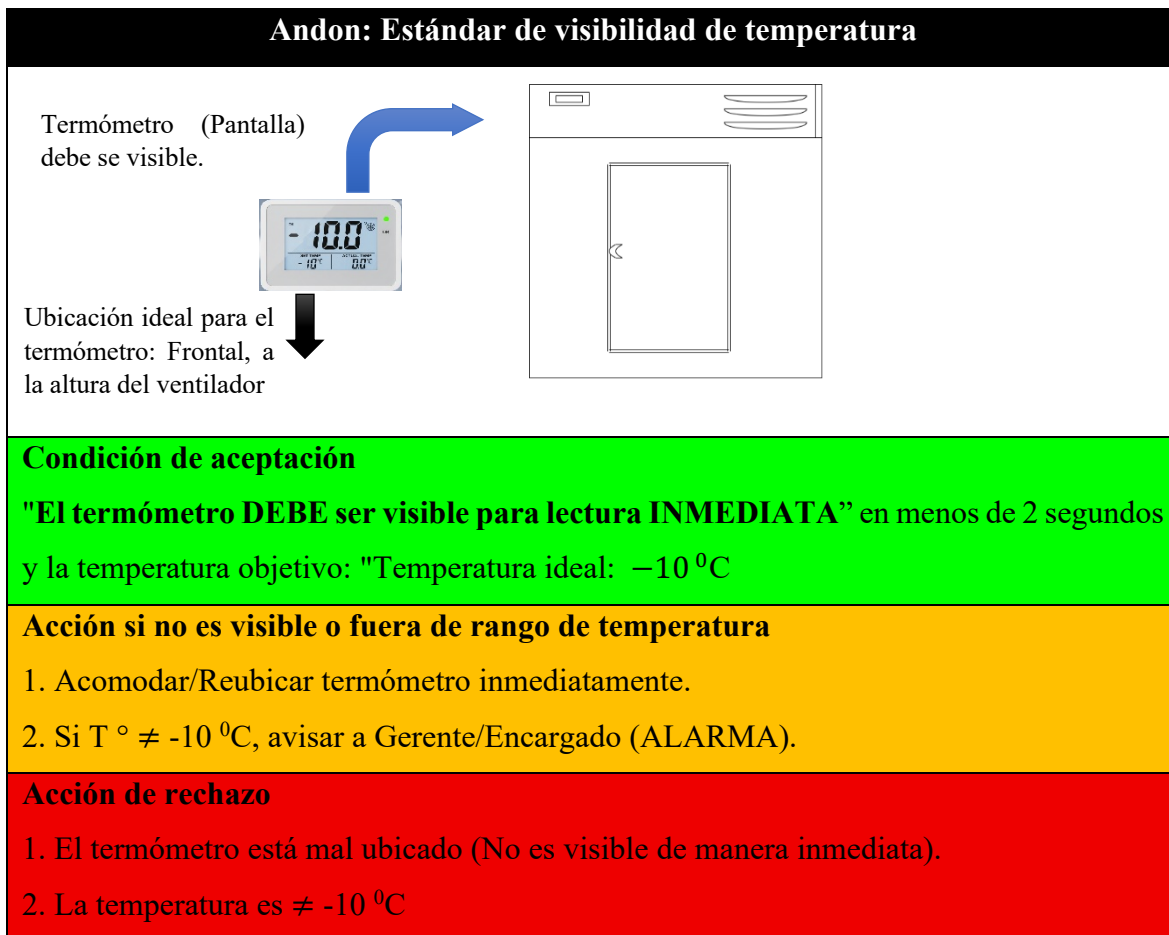 Andon: Estándar de visibilidad de temperatura
Termómetro (Pantalla)
debe se visible.
- 10.0
SET TEMP ACTUAL TEMP
- 10°C 0.0°C
Ubicación ideal para el
termómetro: Frontal, a
la altura del ventilador
Condición de aceptación
"El termómetro DEBE ser visible para lectura INMEDIATA” en menos de 2 segundos
y la temperatura objetivo: "Temperatura ideal: −10 ⁰C
Acción si no es visible o fuera de rango de temperatura
1. Acomodar/Reubicar termómetro inmediatamente.
2. Si T ° ≠ -10 ⁰C, avisar a Gerente/Encargado (ALARMA).
Acción de rechazo
1. El termómetro está mal ubicado (No es visible de manera inmediata).
2. La temperatura es ≠ -10 ⁰C